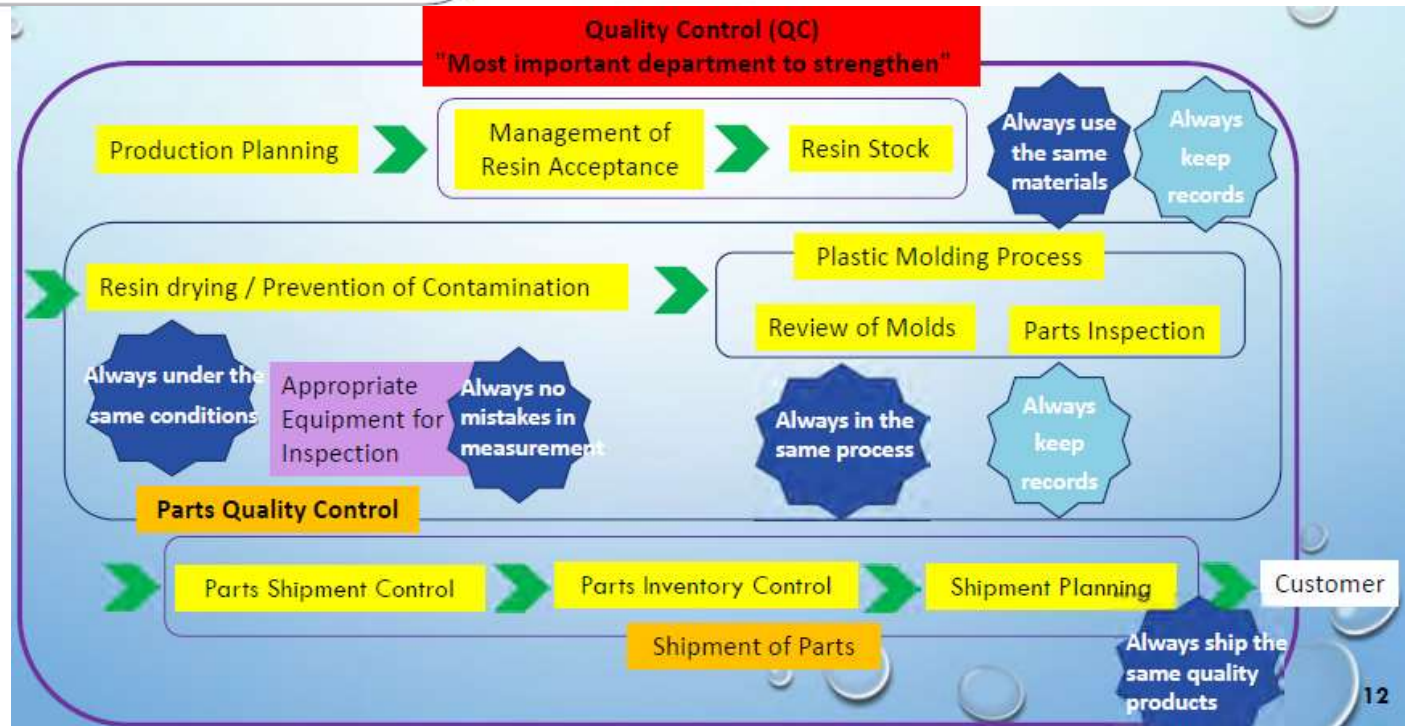 Quality Control (QC)
"Most important department to strengthen"
Production Planning
Management of
Resin Acceptance
Resin Stock
Always use
the same
materials
Always
keep
records
Resin drying / Prevention of Contamination
Plastic Molding Process
Review of Molds
Parts Inspection
Always under the
same conditions
Appropriate
Equipment for
Inspection
Always no
mistakes in
measurement
Always in the
same process
Always
keep
records
Parts Quality Control
Parts Shipment Control
Parts Inventory Control
Shipment Planning
Customer
Shipment of Parts
Always ship the
same quality
products
12